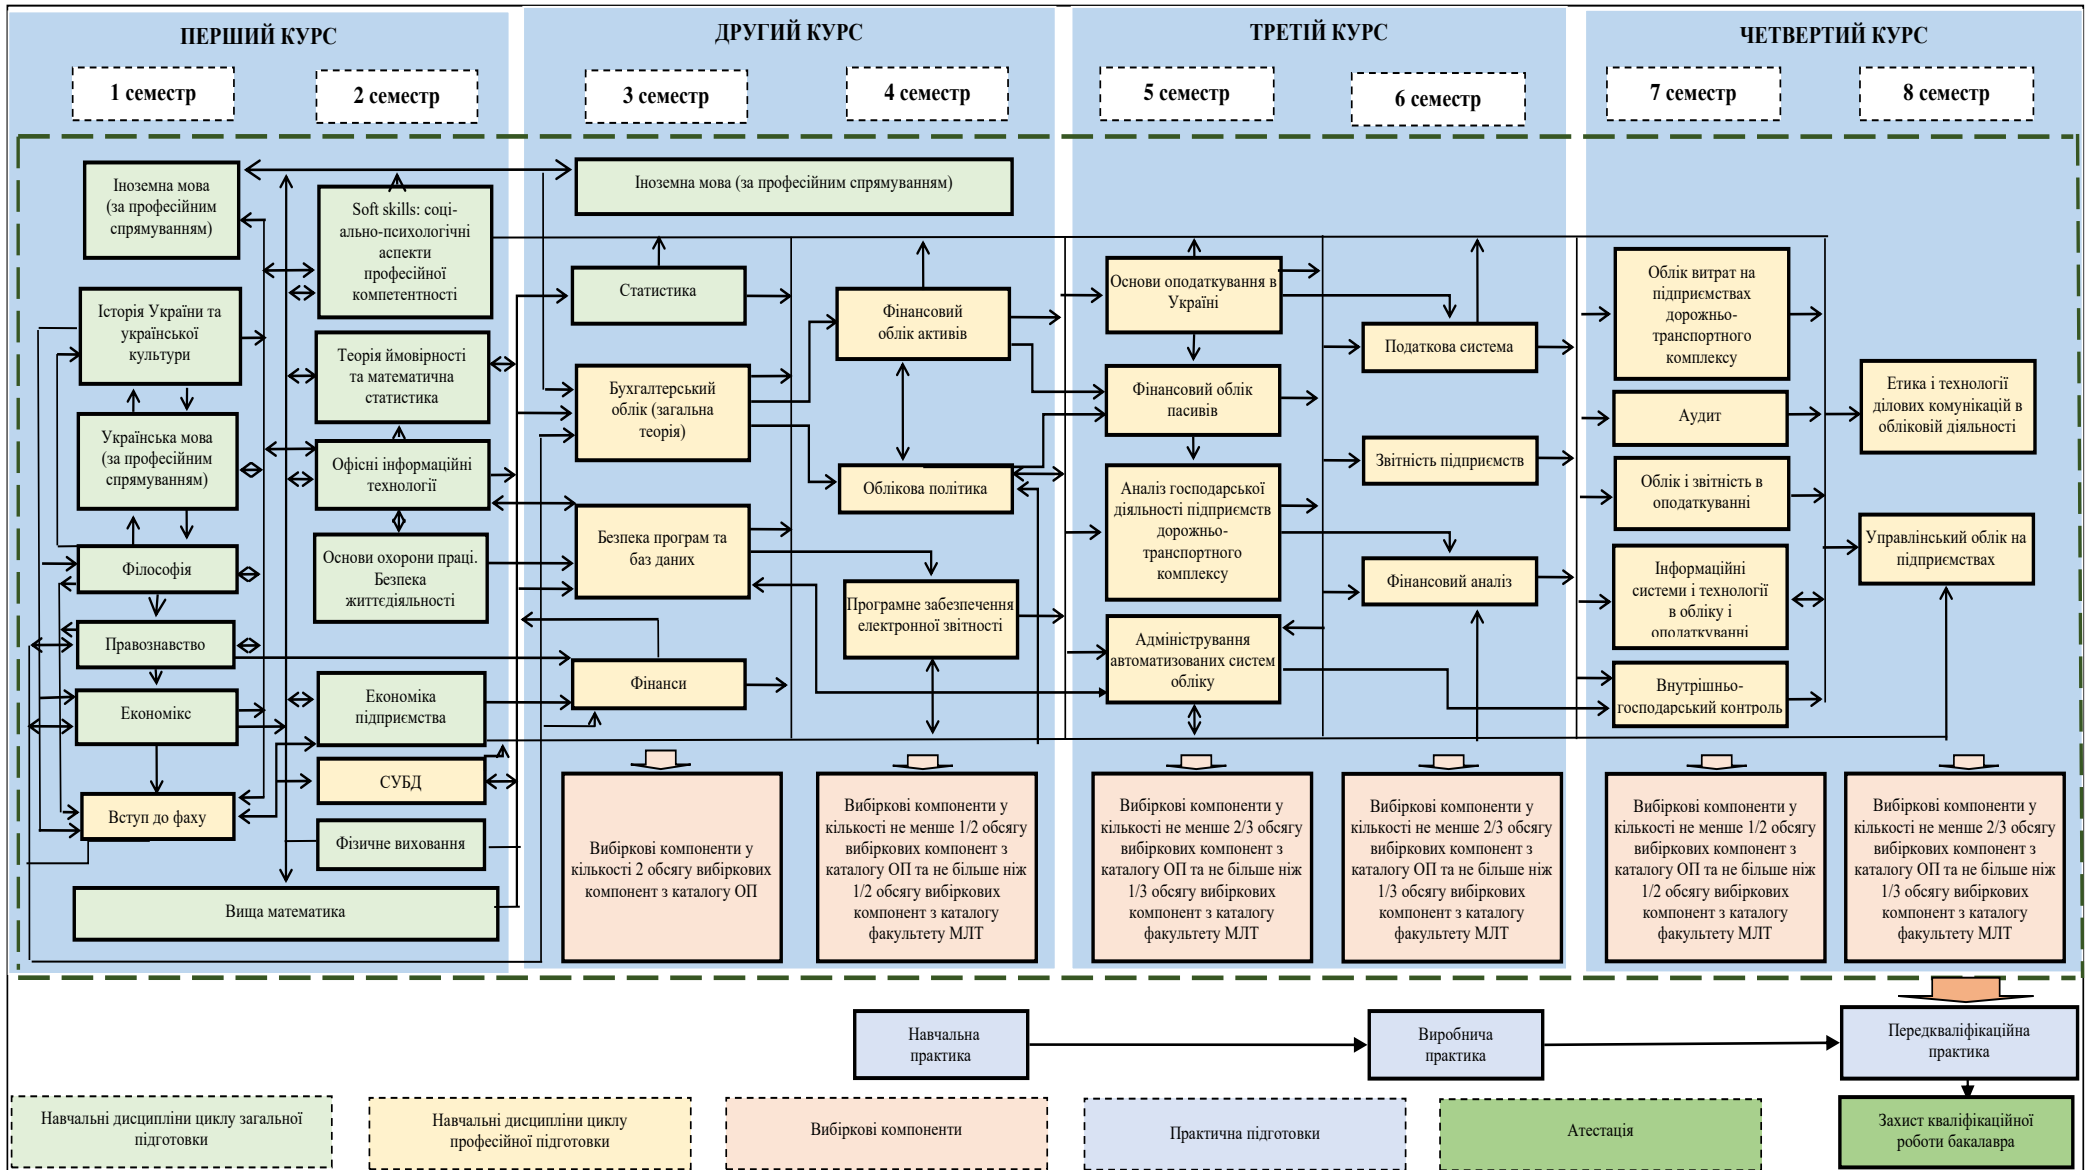 ПЕРШИЙ КУРС
ДРУГИЙ КУРС
ТРЕТІЙ КУРС
ЧЕТВЕРТИЙ КУРС
1 семестр
2 семестр
3 семестр
4 семестр
5 семестр
6 семестр
7 семестр
8 семестр
Іноземна мова
(за професійним
спрямуванням)
Історія України та
української
культури
Українська мова
(за професійним
спрямуванням)
Філософія
Правознавство
Економікс
Вступ до фаху
Вища математика
Soft skills: соці-
ально-психологічні
аспекти
професійної
компетентності
Теорія ймовірності
та математична
статистика
Офісні інформаційні
технології
Основи охорони праці.
Безпека
життєдіяльності
Економіка
підприємства
СУБД
Фізичне виховання
Іноземна мова (за професійним спрямуванням)
Статистика
Бухгалтерський
облік (загальна
теорія)
Безпека програм та
баз даних
Фінанси
Вибіркові компоненти у
кількості 2 обсягу вибіркових
компонент з каталогу ОП
Фінансовий
облік активів
Облікова політика
Програмне забезпечення
електронної звітності
Вибіркові компоненти у
кількості не менше 1/2 обсягу
вибіркових компонент з
каталогу ОП та не більше ніж
1/2 обсягу вибіркових
компонент з каталогу
факультету МЛТ
Основи оподаткування в
Україні
Фінансовий облік
пасивів
Аналіз господарської
діяльності підприємств
дорожньо-
транспортного
комплексу
Адміністрування
автоматизованих систем
обліку
Вибіркові компоненти у
кількості не менше 2/3 обсягу
вибіркових компонент з
каталогу ОП та не більше ніж
1/3 обсягу вибіркових
компонент з каталогу
факультету МЛТ
Податкова система
Звітність підприємств
Фінансовий аналіз
Вибіркові компоненти у
кількості не менше 2/3 обсягу
вибіркових компонент з
каталогу ОП та не більше ніж
1/3 обсягу вибіркових
компонент з каталогу
факультету МЛТ
Облік витрат на
підприємствах
дорожньо-
транспортного
комплексу
Аудит
Облік і звітність в
оподаткуванні
Інформаційні
системи і технології
в обліку і
оподаткуванні
Внутрішньо-
господарський контроль
Вибіркові компоненти у
кількості не менше 1/2 обсягу
вибіркових компонент з
каталогу ОП та не більше ніж
1/2 обсягу вибіркових
компонент з каталогу
факультету МЛТ
Етика і технології
ділових комунікацій в
обліковій діяльності
Управлінський облік на
підприємствах
Вибіркові компоненти у
кількості не менше 2/3 обсягу
вибіркових компонент з
каталогу ОП та не більше ніж
1/3 обсягу вибіркових
компонент з каталогу
факультету МЛТ
Навчальна
практика
Виробнича
практика
Передкваліфікаційна
практика
Навчальні дисципліни циклу загальної
підготовки
Навчальні дисципліни циклу
професійної підготовки
Вибіркові компоненти
Практична підготовки
Атестація
Захист кваліфікаційної
роботи бакалавра